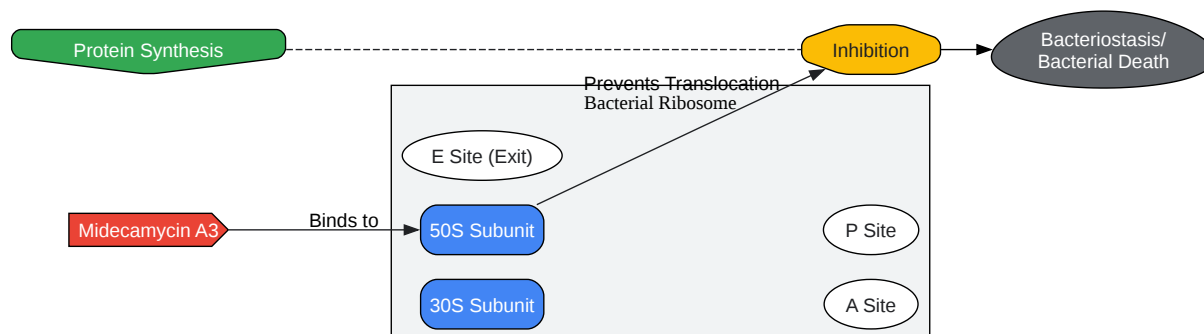 Protein Synthesis
Inhibition
Bacteriostasis/
Bacterial Death
Prevents Translocation
Bacterial Ribosome
E Site (Exit)
Midecamycin A3
Binds to
50S Subunit
P Site
30S Subunit
A Site